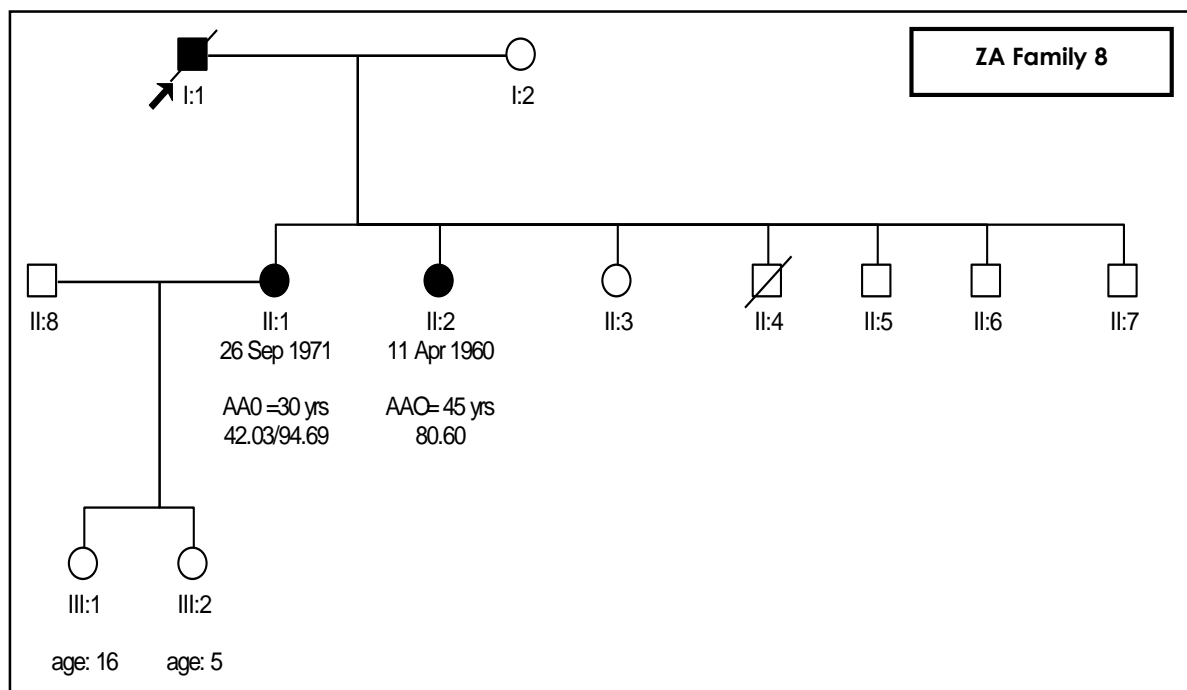 ZA Family 8
I:1 I:2
II:8 II:1 II:2 II:3 II:4 II:5 II:6 II:7
26 Sep 1971 11 Apr 1960
AA0 =30 yrs AAO= 45 yrs
42.03/94.69 80.60
III:1 III:2
age: 16 age: 5